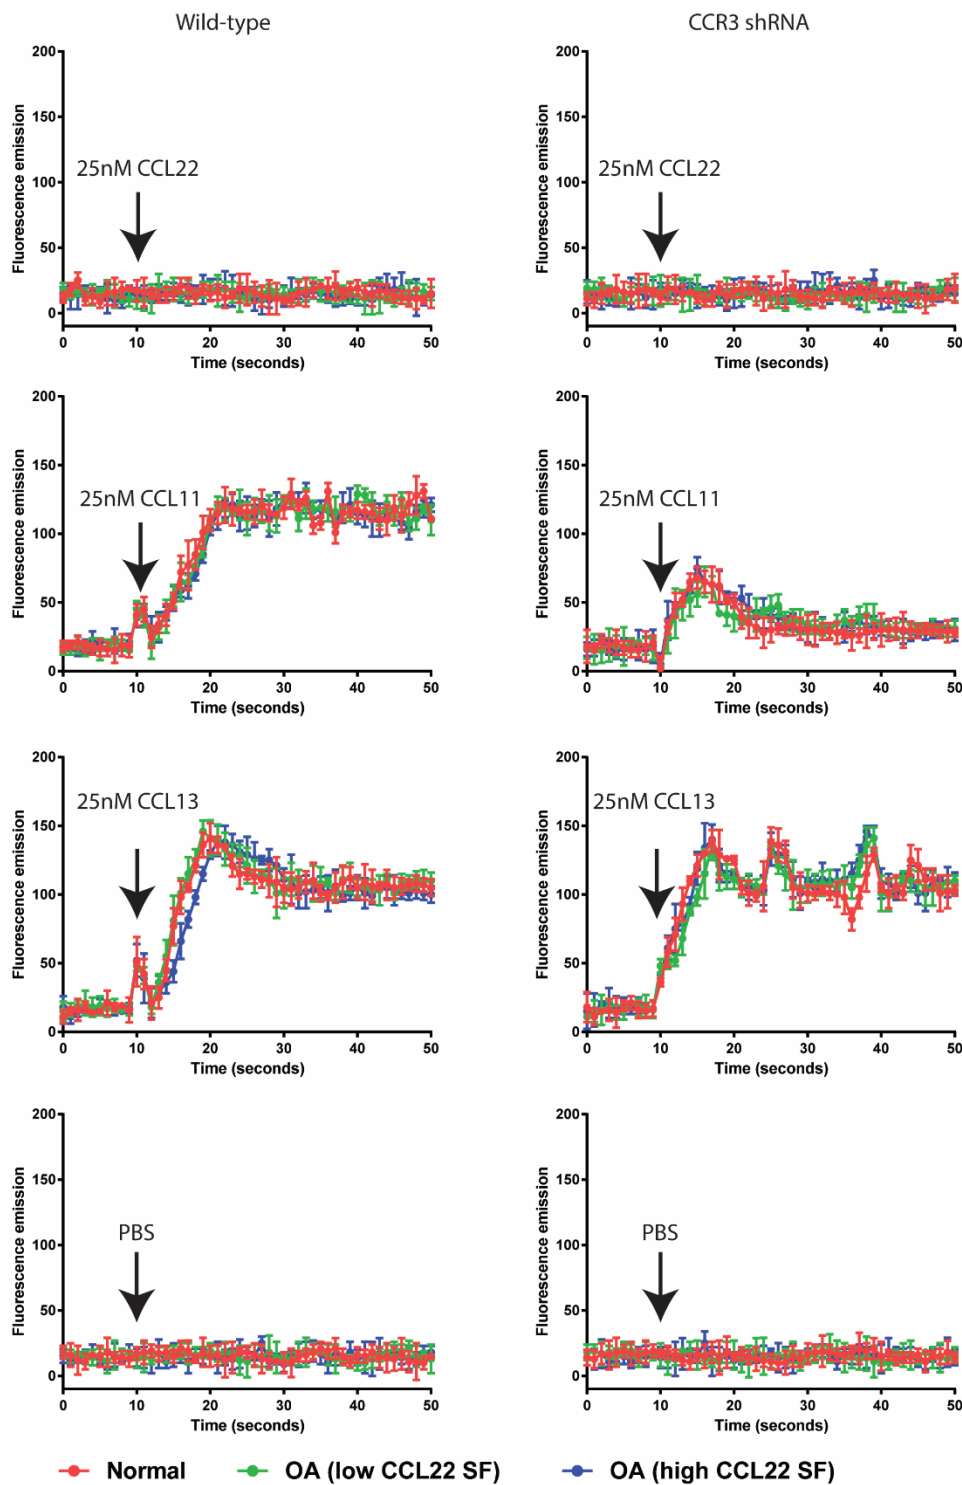 Wild-type CCR3 shRNA
200 200
150 150
100 100
50 50
0 0
Fluorescence emission Fluorescence emission
25nM CCL22 25nM CCL22
0 10 20 30 40 50 0 10 20 30 40 50
Time (seconds) Time (seconds)
200 200
150 150
100 100
50 50
0 0
Fluorescence emission Fluorescence emission
25nM CCL11 25nM CCL11
0 10 20 30 40 50 0 10 20 30 40 50
Time (seconds) Time (seconds)
200 200
150 150
100 100
50 50
0 0
Fluorescence emission Fluorescence emission
25nM CCL13 25nM CCL13
0 10 20 30 40 50 0 10 20 30 40 50
Time (seconds) Time (seconds)
200 200
150 150
100 100
50 50
0 0
Fluorescence emission Fluorescence emission
PBS PBS
0 10 20 30 40 50 0 10 20 30 40 50
Time (seconds) Time (seconds)
Normal OA (low CCL22 SF) OA (high CCL22 SF)